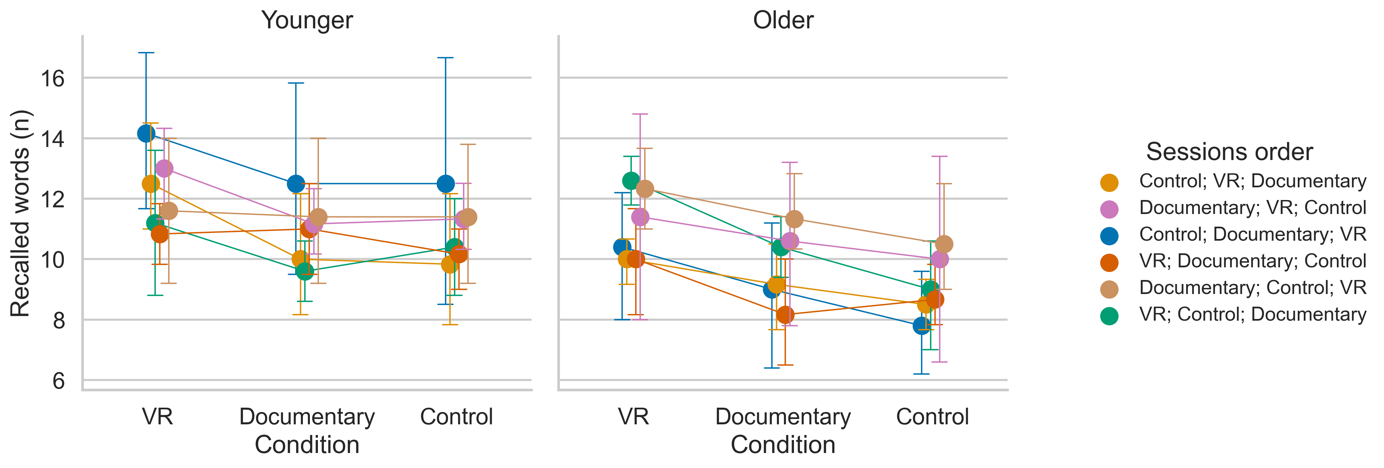 Younger
Older
Recalled words (n)
16
14
12
10
8
6
VR
Documentary
Control
Condition
VR
Documentary
Control
Condition
Sessions order
Control; VR; Documentary
Documentary; VR; Control
Control; Documentary; VR
VR; Documentary; Control
Documentary; Control; VR
VR; Control; Documentary